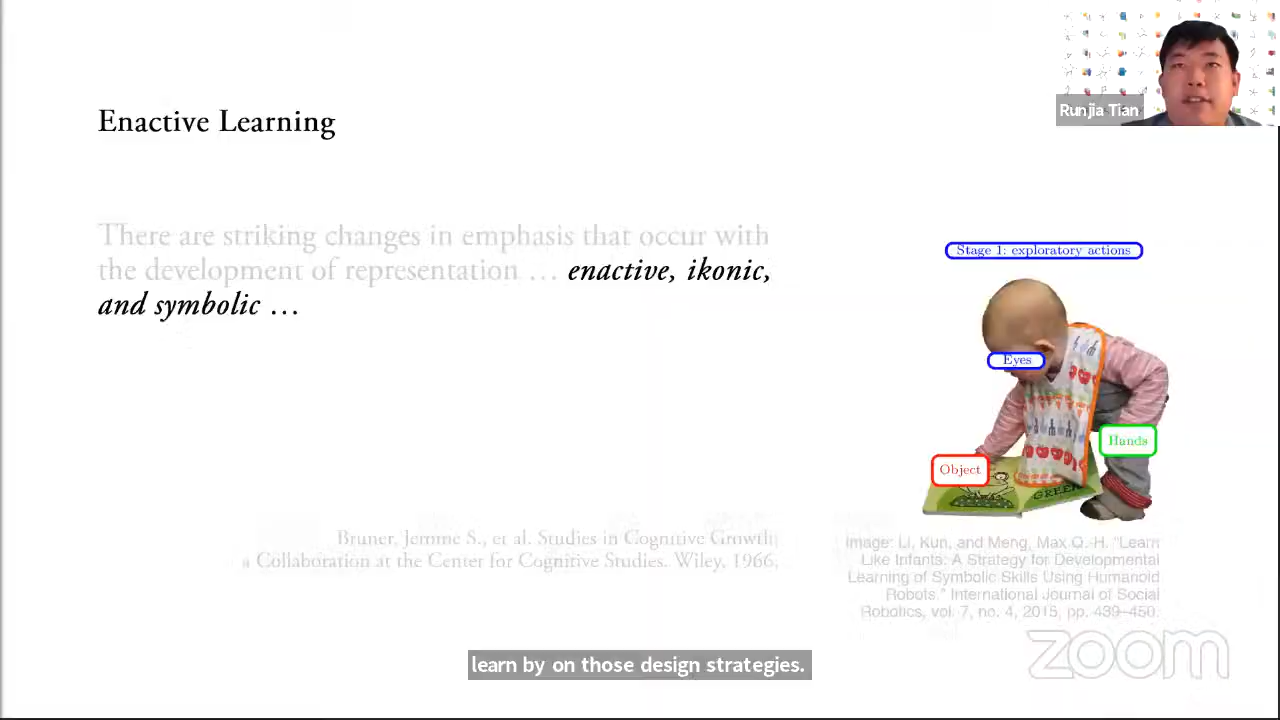 Runjia Tian
Enactive Learning
There are striking changes in emphasis that occur with
the development of representation … enactive, ikonic,
and symbolic …
Stage 1: exploratory actions
Eyes
Hands
Object
GREEN
Bruner, Jerome S., et al. Studies in Cognitive Growth:
a Collaboration at the Center for Cognitive Studies. Wiley, 1966.
Image: Li, Kun, and Meng, Max Q.-H. "Learn
Like Infants: A Strategy for Developmental
Learning of Symbolic Skills Using Humanoid
Robots." International Journal of Social
Robotics, vol. 7, no. 4, 2015, pp. 439–450.
zoom
learn by on those design strategies.